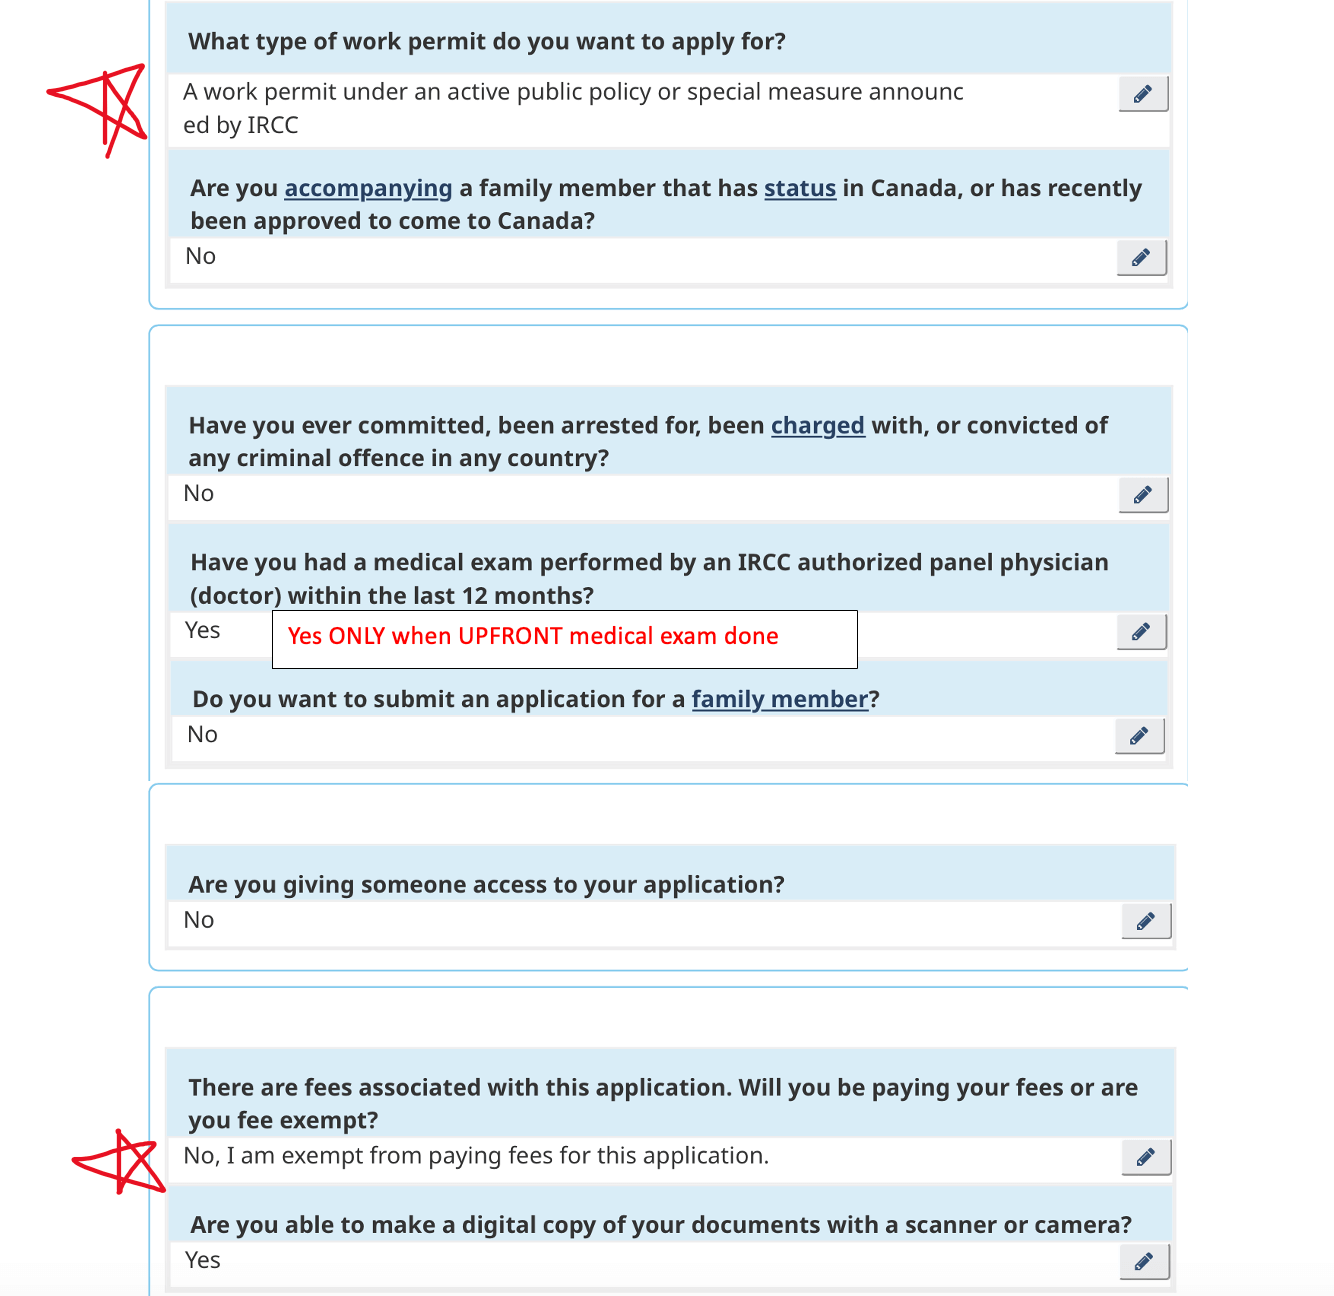 What type of work permit do you want to apply for?
A work permit under an active public policy or special measure announc
ed by IRCC
Are you accompanying a family member that has status in Canada, or has recently
been approved to come to Canada?
No
Have you ever committed, been arrested for, been charged with, or convicted of
any criminal offence in any country?
No
Have you had a medical exam performed by an IRCC authorized panel physician
(doctor) within the last 12 months?
Yes
Yes ONLY when UPFRONT medical exam done
Do you want to submit an application for a family member?
No
Are you giving someone access to your application?
No
There are fees associated with this application. Will you be paying your fees or are
you fee exempt?
No, I am exempt from paying fees for this application.
Are you able to make a digital copy of your documents with a scanner or camera?
Yes